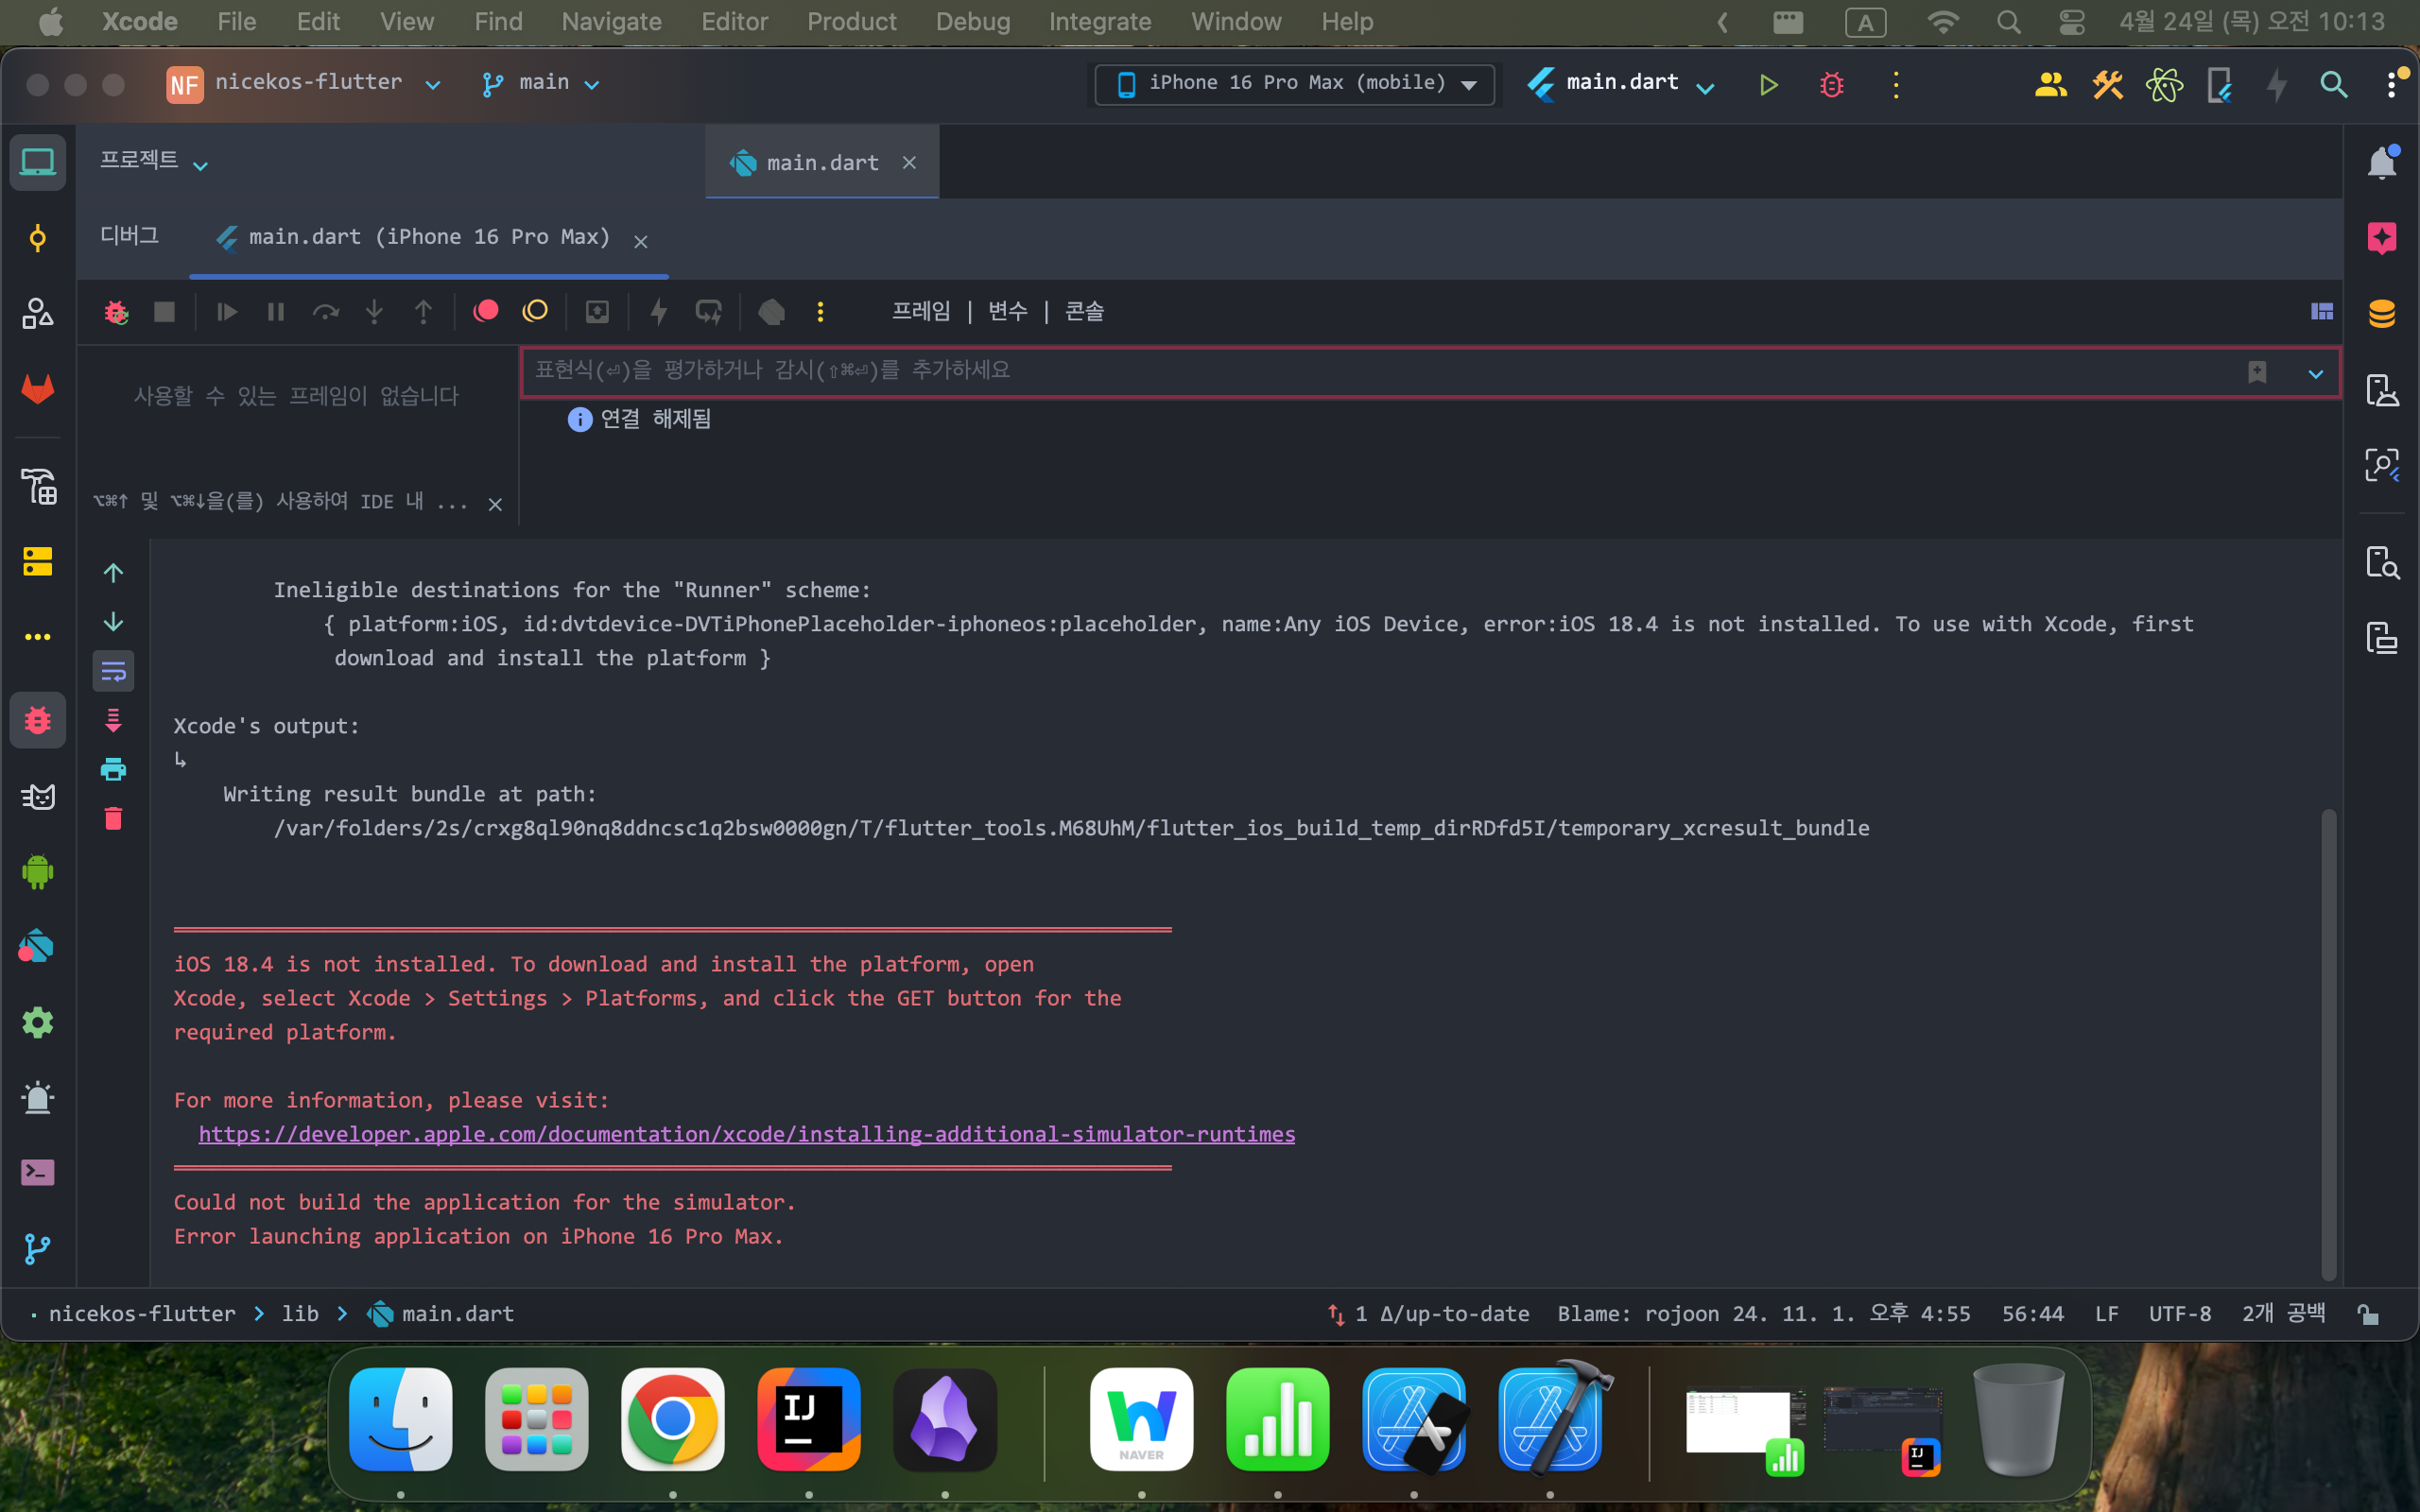 Xcode File Edit View Find Navigate Editor Product Debug Integrate Window Help A 4월 24일 (목) 오전 10:13
NF nicekos-flutter main iPhone 16 Pro Max (mobile) main.dart
프로젝트 main.dart
디버그 main.dart (iPhone 16 Pro Max)
프레임 | 변수 | 콘솔
표현식(⏎)을 평가하거나 감시(⇧⌘⏎)를 추가하세요
사용할 수 있는 프레임이 없습니다
연결 해제됨
⌥⌘↑ 및 ⌥⌘↓을(를) 사용하여 IDE 내 ...
Ineligible destinations for the "Runner" scheme:
{ platform:iOS, id:dvtdevice-DVTiPhonePlaceholder-iphoneos:placeholder, name:Any iOS Device, error:iOS 18.4 is not installed. To use with Xcode, first
download and install the platform }
Xcode's output:
↳
Writing result bundle at path:
/var/folders/2s/crxg8ql90nq8ddncsc1q2bsw0000gn/T/flutter_tools.M68UhM/flutter_ios_build_temp_dirRDfd5I/temporary_xcresult_bundle
════════════════════════════════════════════════════════════════════════════════
iOS 18.4 is not installed. To download and install the platform, open
Xcode, select Xcode > Settings > Platforms, and click the GET button for the
required platform.
For more information, please visit:
https://developer.apple.com/documentation/xcode/installing-additional-simulator-runtimes
════════════════════════════════════════════════════════════════════════════════
Could not build the application for the simulator.
Error launching application on iPhone 16 Pro Max.
nicekos-flutter > lib > main.dart 1 Δ/up-to-date Blame: rojoon 24. 11. 1. 오후 4:55 56:44 LF UTF-8 2개 공백
IJ
NAVER
IJ